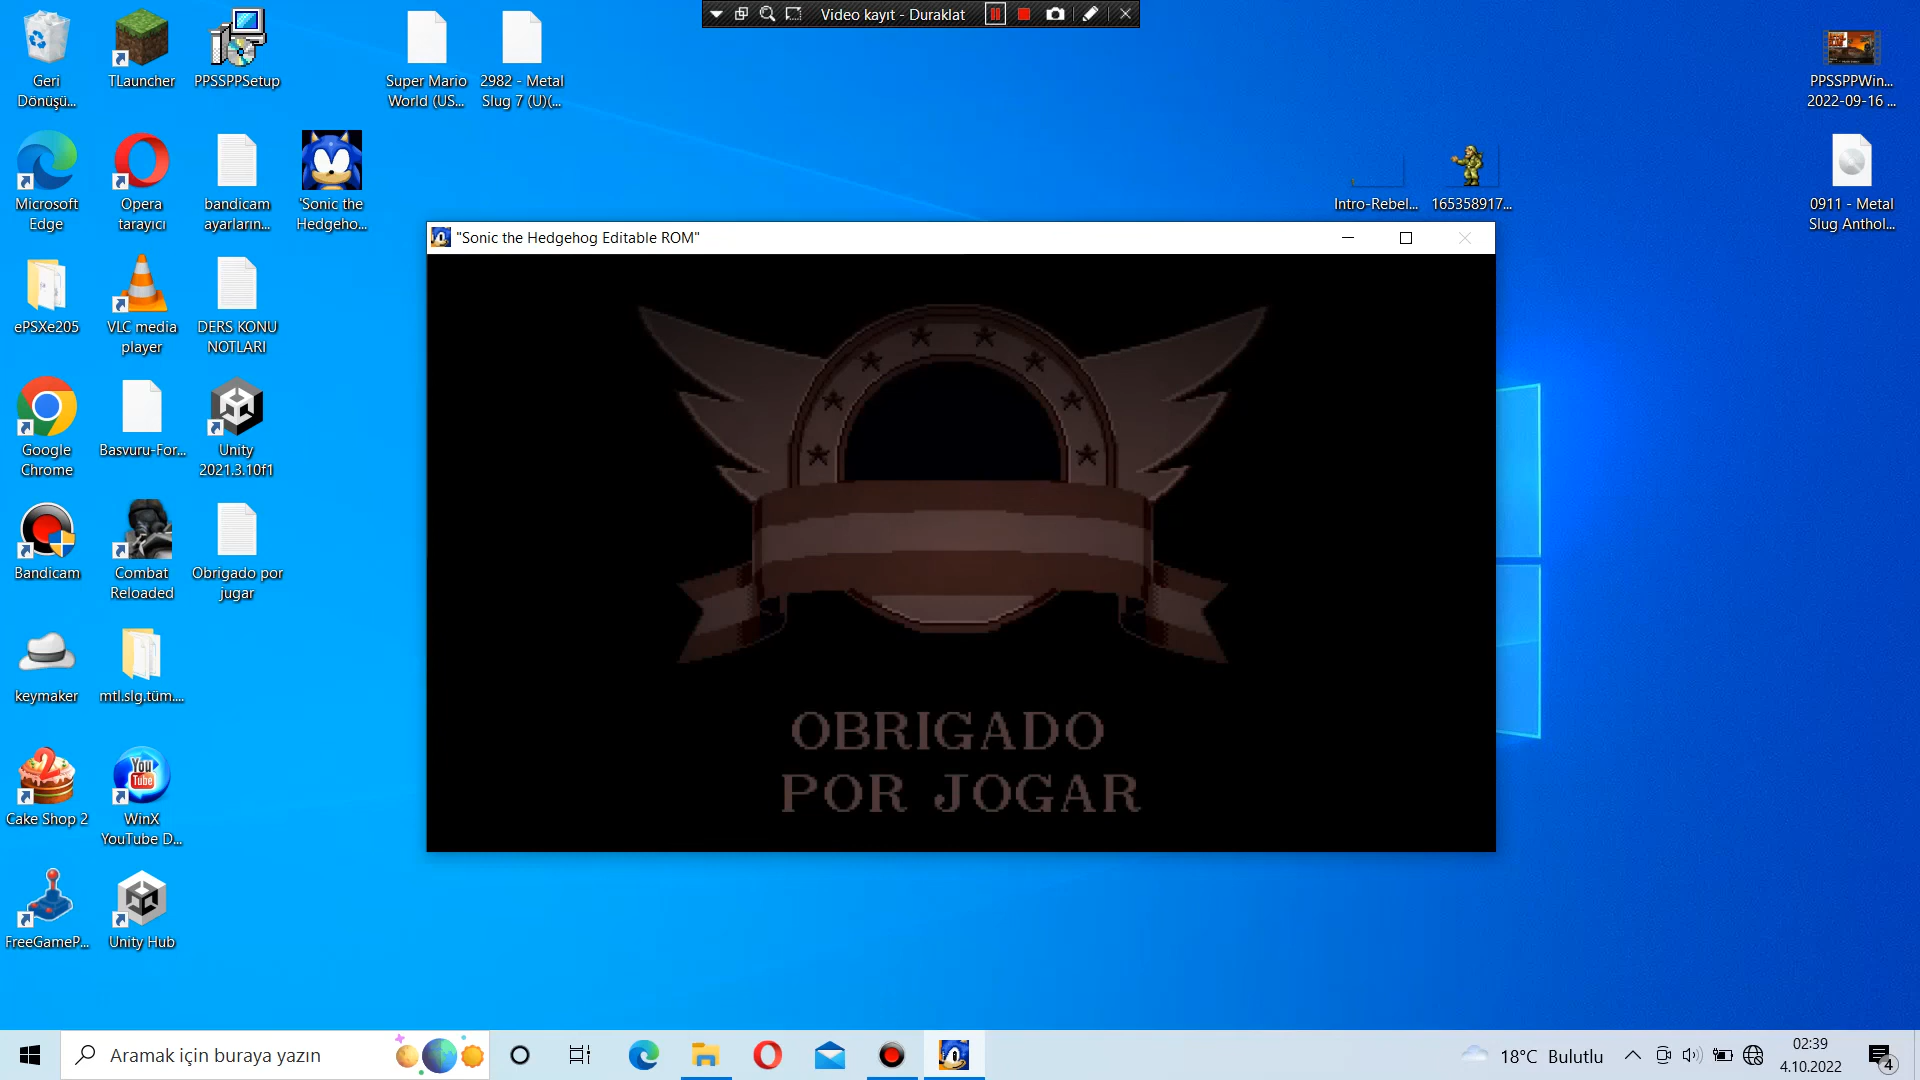 Video kayıt - Duraklat
Geri
Dönüşü...
TLauncher
PPSSPPSetup
Super Mario
World (US...
2982 - Metal
Slug 7 (U)(...
PPSSPPWin...
2022-09-16 ...
Microsoft
Edge
Opera
tarayıcı
bandicam
ayarların...
'Sonic the
Hedgeho...
Intro-Rebel...
165358917...
0911 - Metal
Slug Anthol...
"Sonic the Hedgehog Editable ROM"
ePSXe205
VLC media
player
DERS KONU
NOTLARI
Google
Chrome
Basvuru-For...
Unity
2021.3.10f1
Bandicam
Combat
Reloaded
Obrigado por
jugar
keymaker
mtl.slg.tüm....
OBRIGADO
POR JOGAR
You
Tube
Cake Shop 2
WinX
YouTube D...
FreeGameP...
Unity Hub
Aramak için buraya yazın
18°C Bulutlu
02:39
4.10.2022
4